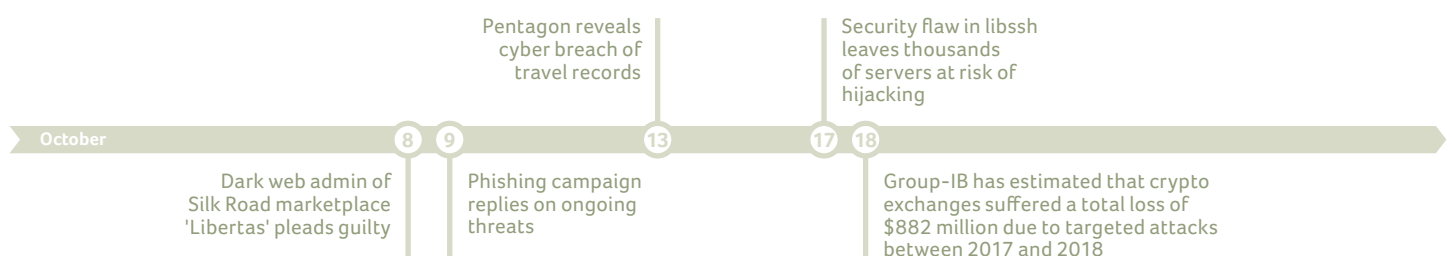 Pentagon reveals
cyber breach of
travel records
Security flaw in libssh
leaves thousands
of servers at risk of
hijacking
October
8
9
13
17
18
Dark web admin of
Silk Road marketplace
'Libertas' pleads guilty
Phishing campaign
replies on ongoing
threats
Group-IB has estimated that crypto
exchanges suffered a total loss of
$882 million due to targeted attacks
between 2017 and 2018